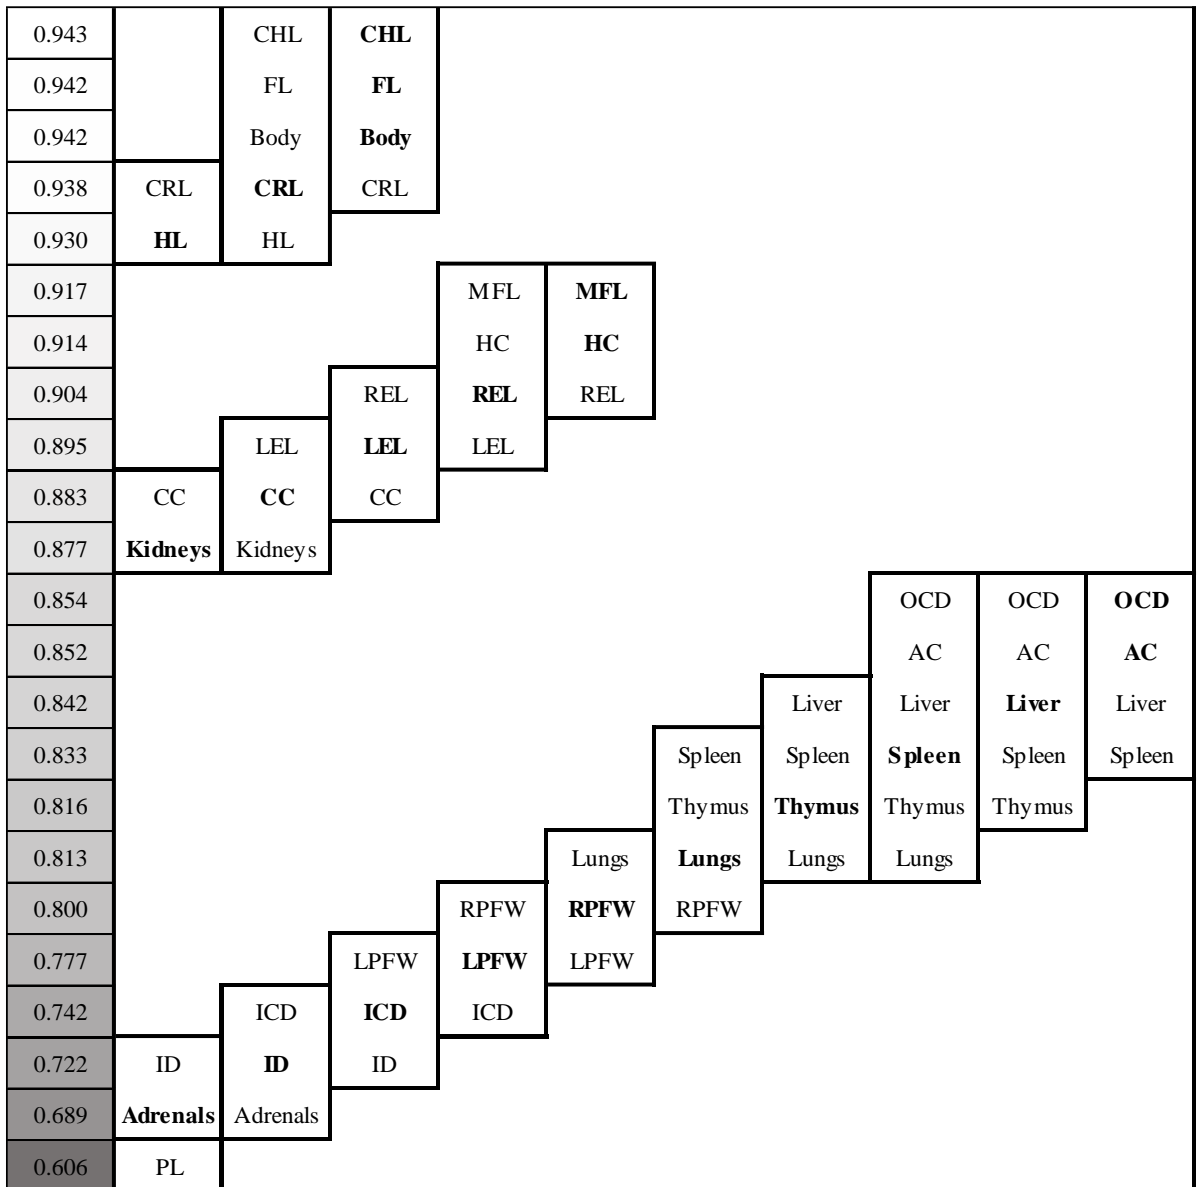 0.943 CHL CHL
0.942 FL FL
0.942 Body Body
0.938 CRL CRL CRL
0.930 HL HL
0.917 MFL MFL
0.914 HC HC
0.904 REL REL REL
0.895 LEL LEL LEL
0.883 CC CC CC
0.877 Kidneys Kidneys
0.854 OCD OCD OCD
0.852 AC AC AC
0.842 Liver Liver Liver Liver
0.833 Spleen Spleen Spleen Spleen Spleen
0.816 Thymus Thymus Thymus Thymus
0.813 Lungs Lungs Lungs Lungs
0.800 RPFW RPFW RPFW
0.777 LPFW LPFW LPFW
0.742 ICD ICD ICD
0.722 ID ID ID
0.689 Adrenals Adrenals
0.606 PL